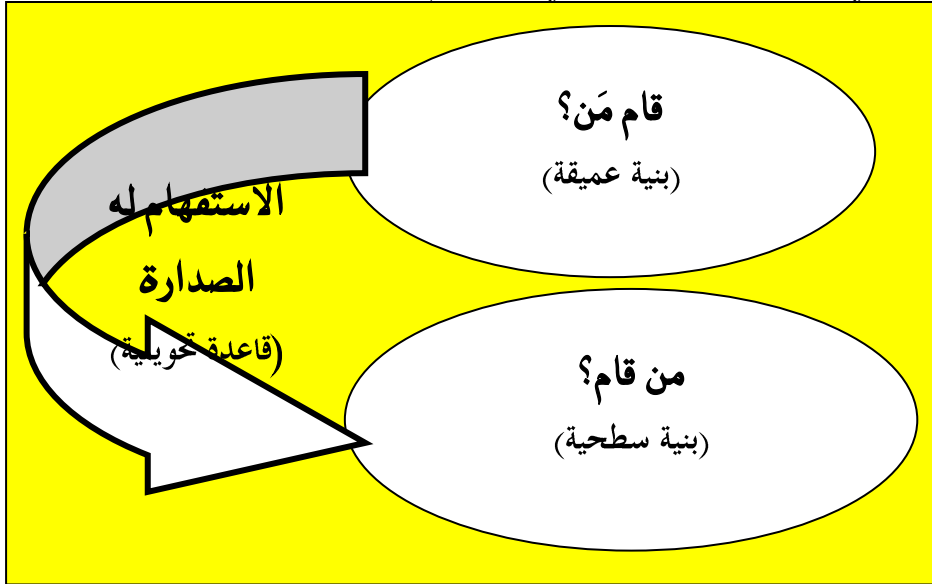 قام مَن؟
(بنية عميقة)
الاستفهام له
الصدارة
(قاعدة تحويلية)
من قام؟
(بنية سطحية)